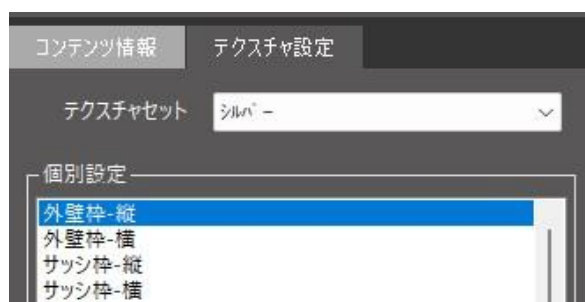 コンテンツ情報 テクスチャ設定
テクスチャセット ｼﾙﾊﾞｰ
個別設定
外壁枠-縦
外壁枠-横
サッシ枠-縦
サッシ枠-横